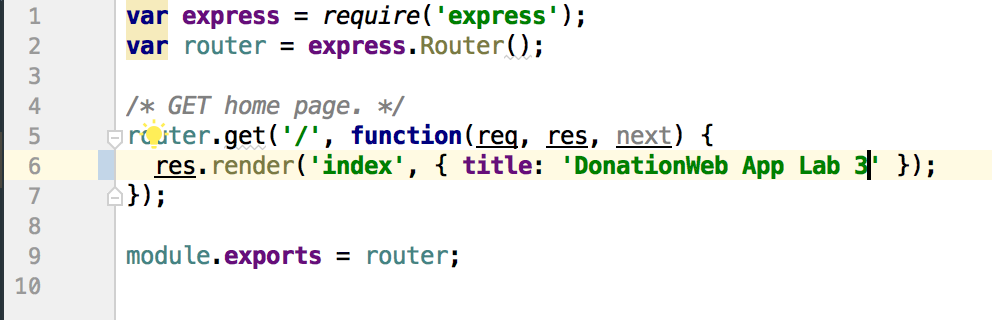 1 var express = require('express');
2 var router = express.Router();
3
4 /* GET home page. */
5 router.get('/', function(req, res, next) {
6 res.render('index', { title: 'DonationWeb App Lab 3' });
7 });
8
9 module.exports = router;
10